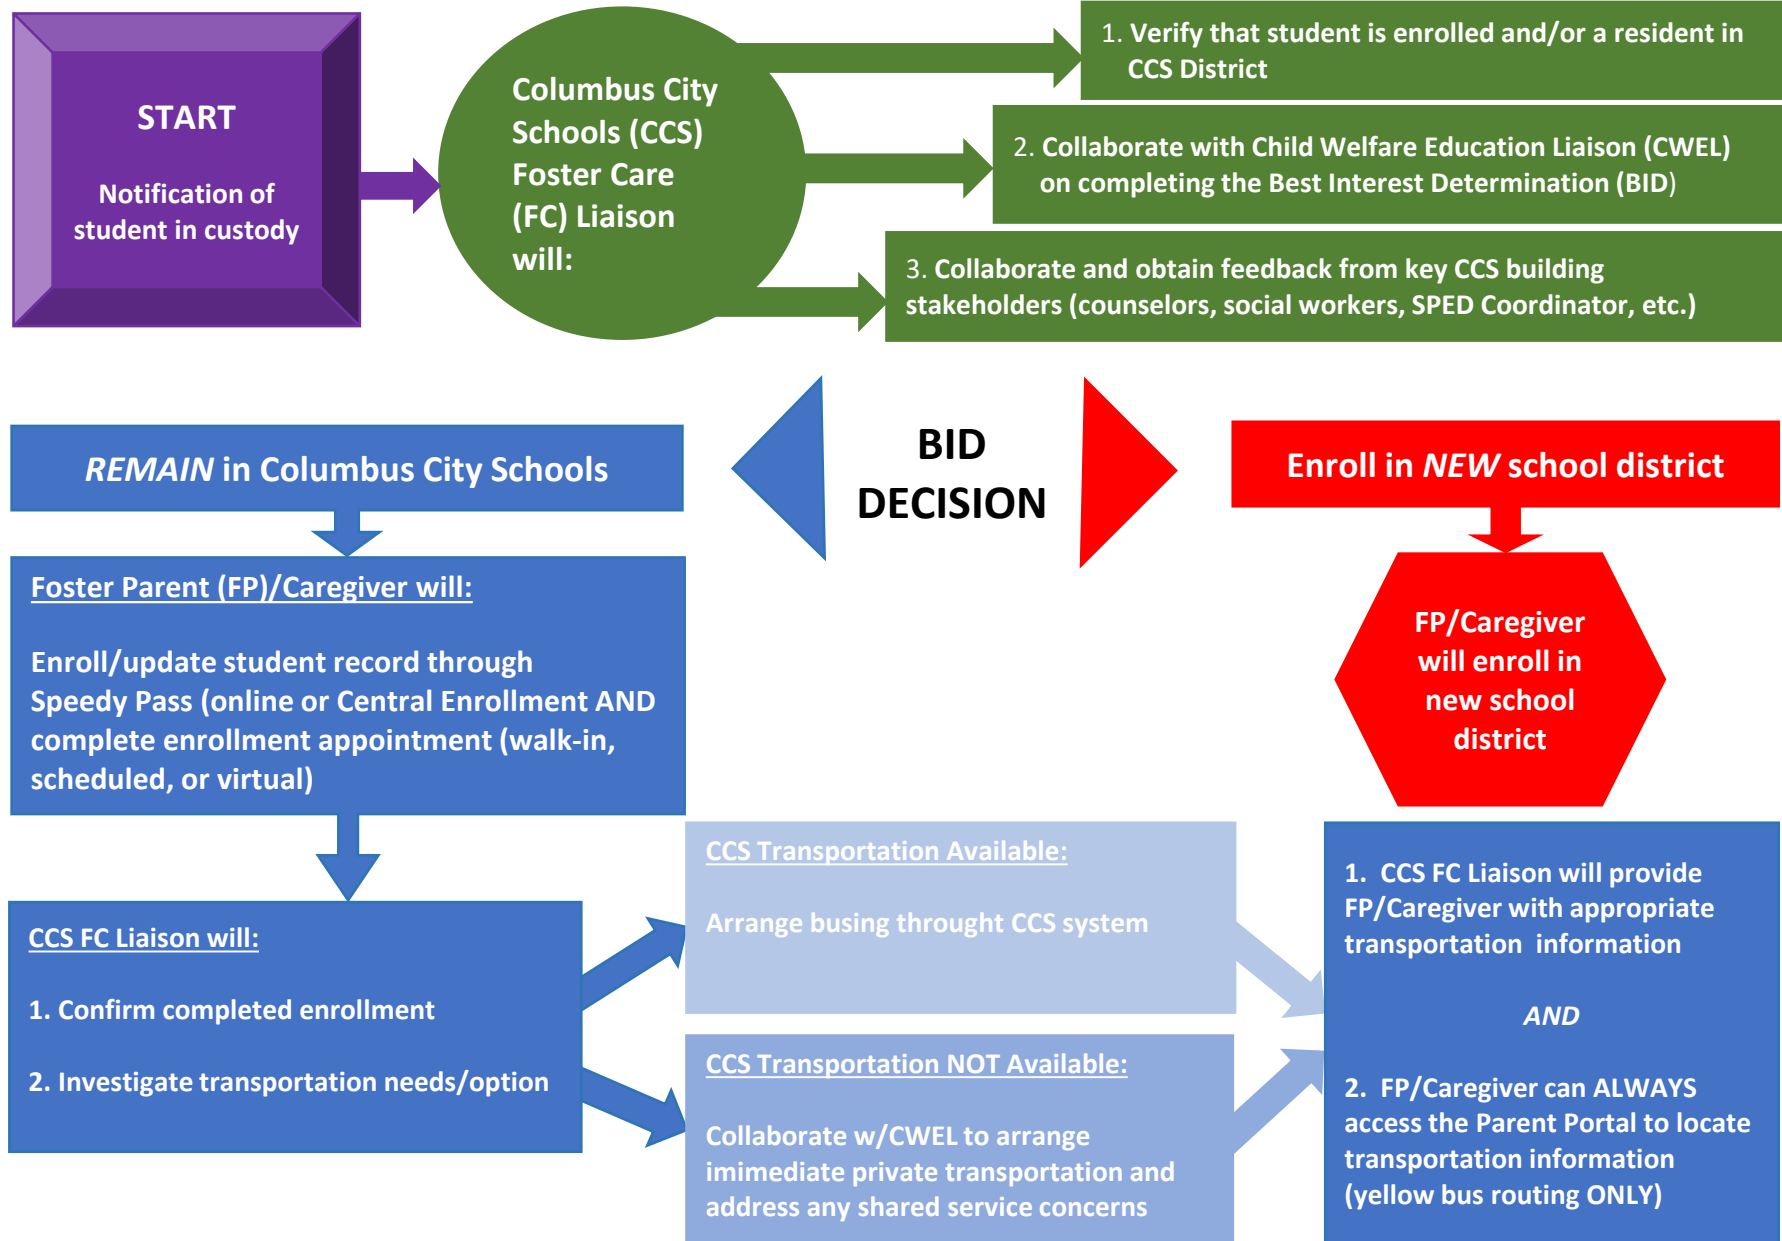 START
Notification of
student in custody
Columbus City
Schools (CCS)
Foster Care
(FC) Liaison
will:
1. Verify that student is enrolled and/or a resident in
CCS District
2. Collaborate with Child Welfare Education Liaison (CWEL)
on completing the Best Interest Determination (BID)
3. Collaborate and obtain feedback from key CCS building
stakeholders (counselors, social workers, SPED Coordinator, etc.)
BID
DECISION
REMAIN in Columbus City Schools
Enroll in NEW school district
Foster Parent (FP)/Caregiver will:
Enroll/update student record through
Speedy Pass (online or Central Enrollment AND
complete enrollment appointment (walk-in,
scheduled, or virtual)
FP/Caregiver
will enroll in
new school
district
CCS FC Liaison will:
1. Confirm completed enrollment
2. Investigate transportation needs/option
CCS Transportation Available:
Arrange busing throught CCS system
CCS Transportation NOT Available:
Collaborate w/CWEL to arrange
imimediate private transportation and
address any shared service concerns
1. CCS FC Liaison will provide
FP/Caregiver with appropriate
transportation information
AND
2. FP/Caregiver can ALWAYS
access the Parent Portal to locate
transportation information
(yellow bus routing ONLY)